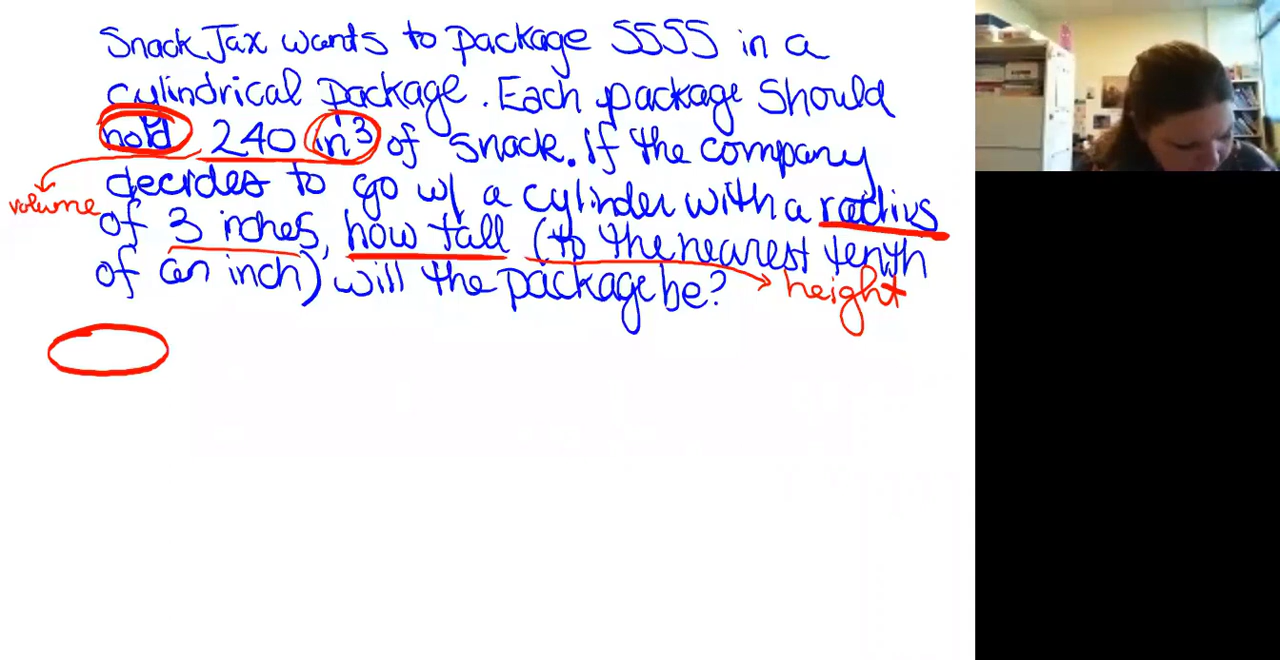 Snack Jax wants to package SSSS in a
cylindrical package. Each package should
hold 240 in³ of snack. If the company
decides to go w/ a cylinder with a radius
volume
of 3 inches, how tall (to the nearest tenth
of an inch) will the package be?
height